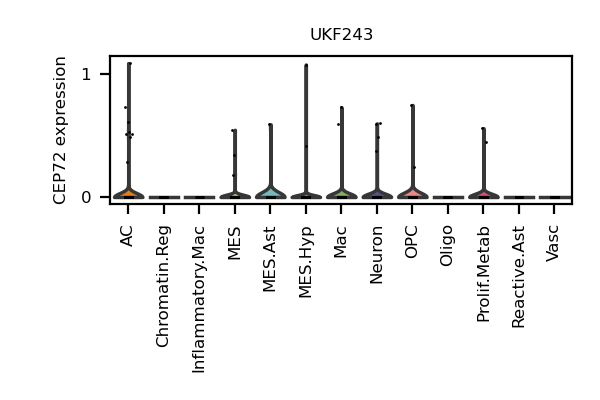 UKF243
CEP72 expression
1
0
AC
Chromatin.Reg
Inflammatory.Mac
MES
MES.Ast
MES.Hyp
Mac
Neuron
OPC
Oligo
Prolif.Metab
Reactive.Ast
Vasc